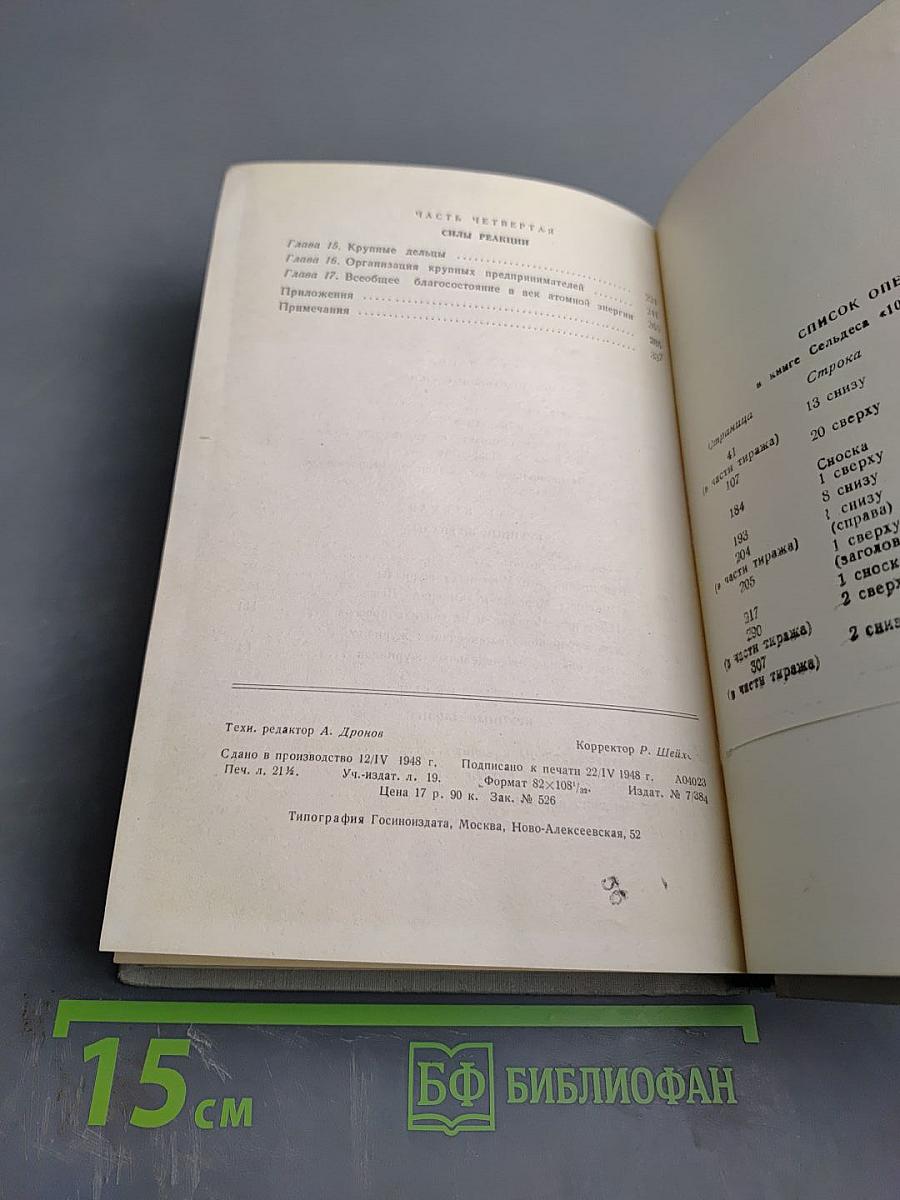 ЧАСТЬ ЧЕТВЕРТАЯ
СИЛЫ РЕАКЦИИ
Глава 15. Крупные дельцы
Глава 16. Организация крупных предпринимателей
Глава 17. Всеобщее благосостояние в век атомной энергии
Приложения
Примечания
Техн. редактор А. Дронов
Корректор Р. Шейх
Сдано в производство 12/IV 1948 г. Подписано к печати 22/IV 1948 г. А04023
Печ. л. 21½. Уч.-издат. л. 19. Формат 82×108¹/₃₂. Издат. № 7/384
Цена 17 р. 90 к. Зак. № 526
Типография Госиноиздата, Москва, Ново-Алексеевская, 52
СПИСОК ОПЕ
в книге Сельдеса «10
Страница Строка
41 13 снизу
(в части тиража)
107 20 сверху
184 Сноска
1 сверху
193 8 снизу
204 1 снизу
(в части тиража) (справа)
205 1 сверху
(заголов
317 1 сноск
290 2 сверх
(в части тиража)
307 2 сниз
(в части тиража)
15 см
БФ БИБЛИОФАН